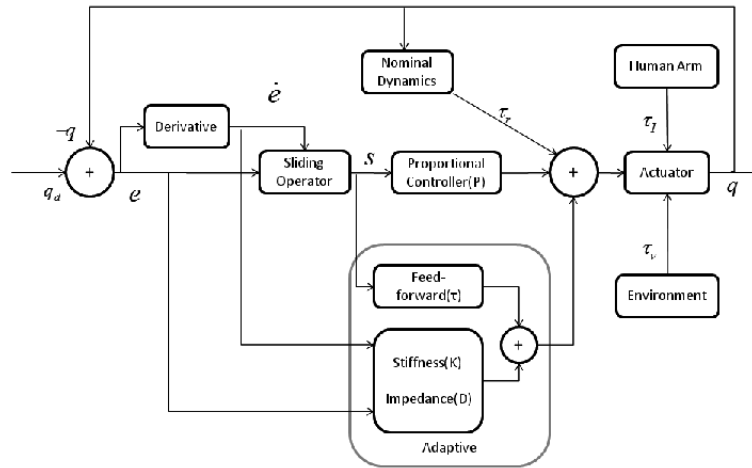 Nominal
Dynamics
Human Arm
ė
Derivative
τr
τI
−q
+
qd
e
Sliding
Operator
s
Proportional
Controller(P)
+
Actuator
q
τv
Feed-
forward(τ)
Environment
+
Stiffness(K)
Impedance(D)
Adaptive